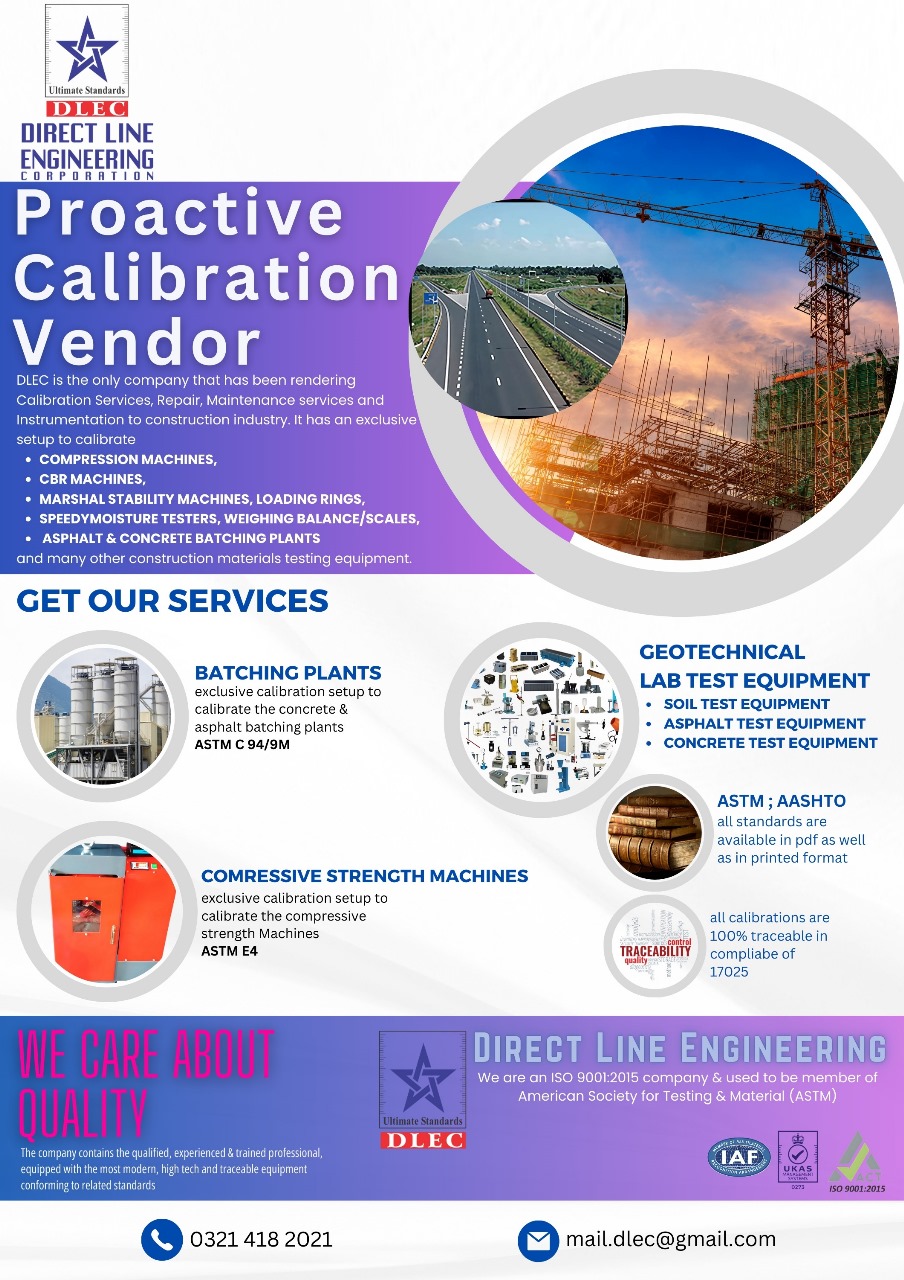 Ultimate Standards
DLEC
DIRECT LINE
ENGINEERING
CORPORATION
Proactive
Calibration
Vendor
DLEC is the only company that has been rendering
Calibration Services, Repair, Maintenance services and
Instrumentation to construction industry. It has an exclusive
setup to calibrate
• COMPRESSION MACHINES,
• CBR MACHINES,
• MARSHAL STABILITY MACHINES, LOADING RINGS,
• SPEEDYMOISTURE TESTERS, WEIGHING BALANCE/SCALES,
• ASPHALT & CONCRETE BATCHING PLANTS
and many other construction materials testing equipment.
GET OUR SERVICES
BATCHING PLANTS
exclusive calibration setup to
calibrate the concrete &
asphalt batching plants
ASTM C 94/9M
GEOTECHNICAL
LAB TEST EQUIPMENT
• SOIL TEST EQUIPMENT
• ASPHALT TEST EQUIPMENT
• CONCRETE TEST EQUIPMENT
ASTM ; AASHTO
all standards are
available in pdf as well
as in printed format
COMRESSIVE STRENGTH MACHINES
exclusive calibration setup to
calibrate the compressive
strength Machines
ASTM E4
control
TRACEABILITY
quality
all calibrations are
100% traceable in
compliabe of
17025
WE CARE ABOUT
QUALITY
The company contains the qualified, experienced & trained professional,
equipped with the most modern, high tech and traceable equipment
conforming to related standards
Ultimate Standards
DLEC
DIRECT LINE ENGINEERING
We are an ISO 9001:2015 company & used to be member of
American Society for Testing & Material (ASTM)
IAF
UKAS
MANAGEMENT
SYSTEMS
0273
ISO 9001:2015
0321 418 2021
mail.dlec@gmail.com